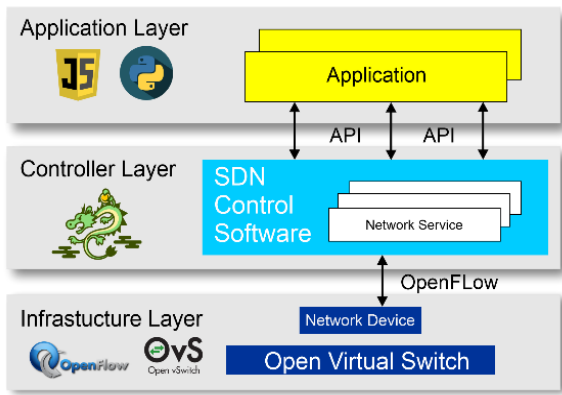 Application Layer
JS
Application
API
API
Controller Layer
SDN
Control
Software
Network Service
OpenFLow
Infrastucture Layer
Network Device
OpenFlow
OvS
Open vSwitch
Open Virtual Switch